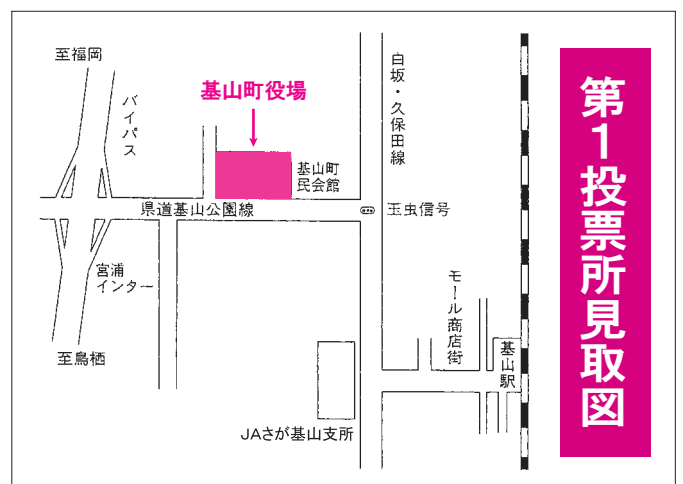 第1投票所見取図
至福岡
バイパス
基山町役場
基山町
民会館
白坂・久保田線
県道基山公園線
玉虫信号
宮浦
インター
至鳥栖
モール商店街
基山駅
JAさが基山支所